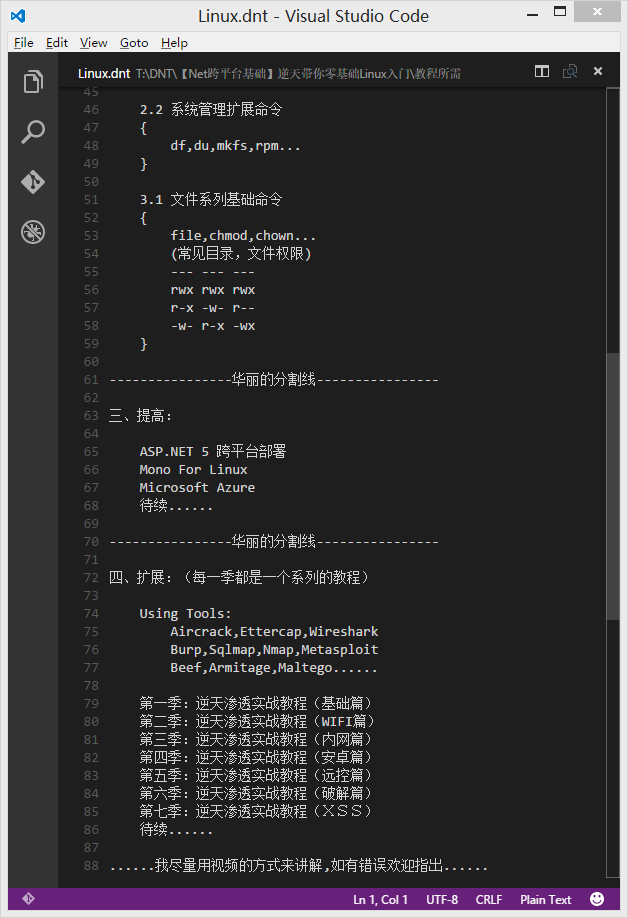 Linux.dnt - Visual Studio Code
File Edit View Goto Help
Linux.dnt T:\DNT\【Net跨平台基础】逆天带你零基础Linux入门\教程所需
45
46 2.2 系统管理扩展命令
47 {
48 df,du,mkfs,rpm...
49 }
50
51 3.1 文件系列基础命令
52 {
53 file,chmod,chown...
54 (常见目录，文件权限)
55 --- --- ---
56 rwx rwx rwx
57 r-x -w- r--
58 -w- r-x -wx
59 }
60
61 ----------------华丽的分割线----------------
62
63 三、提高：
64
65 ASP.NET 5 跨平台部署
66 Mono For Linux
67 Microsoft Azure
68 待续......
69
70 ----------------华丽的分割线----------------
71
72 四、扩展：（每一季都是一个系列的教程）
73
74 Using Tools:
75 Aircrack,Ettercap,Wireshark
76 Burp,Sqlmap,Nmap,Metasploit
77 Beef,Armitage,Maltego......
78
79 第一季：逆天渗透实战教程（基础篇）
80 第二季：逆天渗透实战教程（WIFI篇）
81 第三季：逆天渗透实战教程（内网篇）
82 第四季：逆天渗透实战教程（安卓篇）
83 第五季：逆天渗透实战教程（远控篇）
84 第六季：逆天渗透实战教程（破解篇）
85 第七季：逆天渗透实战教程（ＸＳＳ）
86 待续......
87
88 ......我尽量用视频的方式来讲解,如有错误欢迎指出......
Ln 1, Col 1 UTF-8 CRLF Plain Text